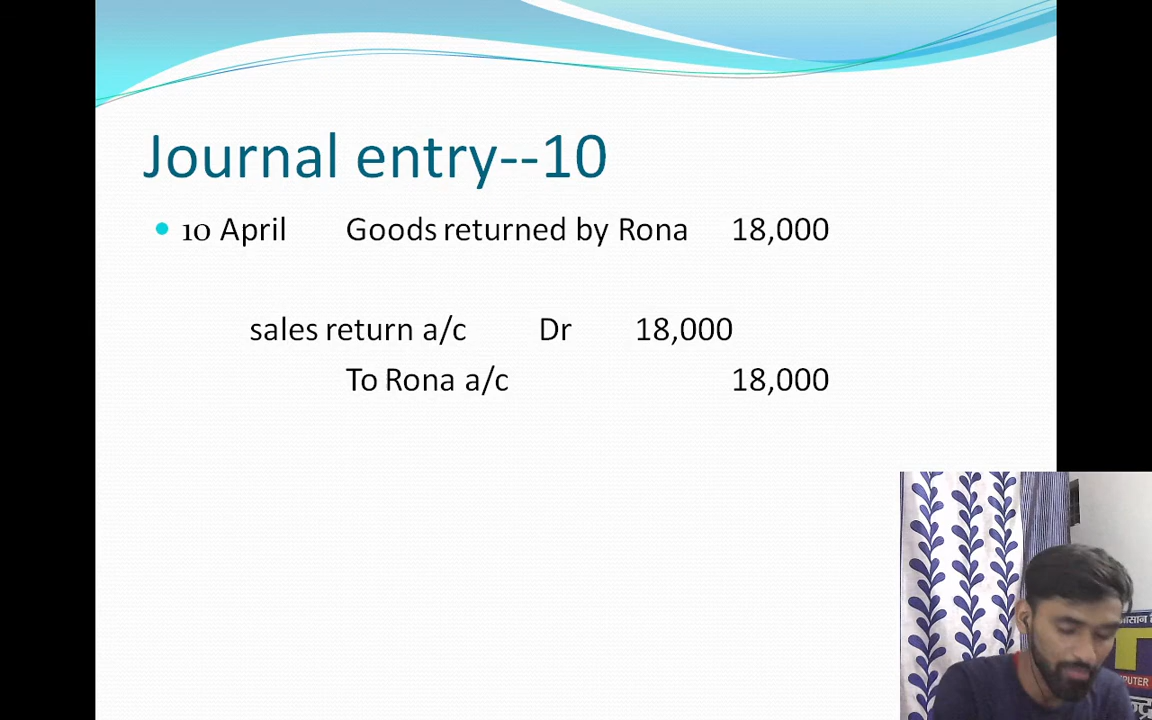 Journal entry--10
• 10 April Goods returned by Rona 18,000
sales return a/c Dr 18,000
To Rona a/c 18,000